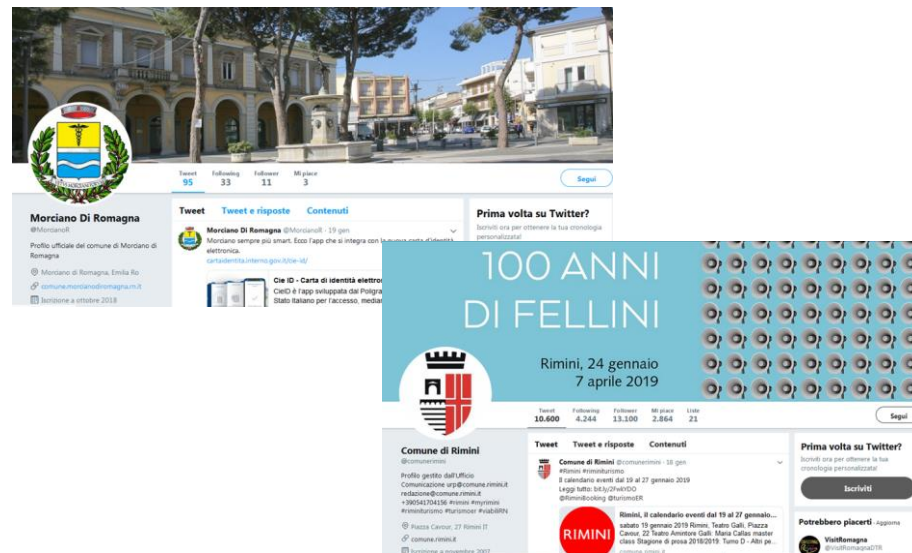 Tweet Following Follower Mi piace
95 33 11 3
Segui
Morciano Di Romagna
@MorcianoR
Profilo ufficiale del comune di Morciano di
Romagna
Morciano di Romagna, Emilia Ro
comune.morcianodiromagna.rn.it
Iscrizione a ottobre 2018
Tweet Tweet e risposte Contenuti
Morciano Di Romagna @MorcianoR · 19 gen
Morciano sempre più smart. Ecco l'app che si integra con la nuova carta d'identità
elettronica.
cartaidentita.interno.gov.it/cie-id/
Cie ID - Carta di identità elettro
CieID è l'app sviluppata dal Poligra
Stato italiano per l'accesso, median
Prima volta su Twitter?
Iscriviti ora per ottenere la tua cronologia
personalizzata!
100 ANNI
DI FELLINI
Rimini, 24 gennaio
7 aprile 2019
Tweet Following Follower Mi piace Liste
10.600 4.244 13.100 2.864 21
Segui
Comune di Rimini
@comunerimini
Profilo gestito dall'Ufficio
Comunicazione urp@comune.rimini.it
redazione@comune.rimini.it
+390541704156 #rimini #myrimini
#riminiturismo #turismoer #viabiliRN
Piazza Cavour, 27 Rimini IT
comune.rimini.it
Iscrizione a novembre 2007
Tweet Tweet e risposte Contenuti
Comune di Rimini @comunerimini · 18 gen
#Rimini #riminiturismo
Il calendario eventi dal 19 al 27 gennaio 2019
Leggi tutto: bit.ly/2FwkYDO
@RiminiBooking @turismoER
RIMINI
Rimini, il calendario eventi dal 19 al 27 gennaio...
sabato 19 gennaio 2019 Rimini, Teatro Galli, Piazza
Cavour, 22 Teatro Amintore Galli: Maria Callas master
class Stagione di prosa 2018/2019. Turno D - Altri pe...
comune.rimini.it
Prima volta su Twitter?
Iscriviti ora per ottenere la tua
cronologia personalizzata!
Iscriviti
Potrebbero piacerti · Aggiorna
VisitRomagna
@VisitRomagnaDTR